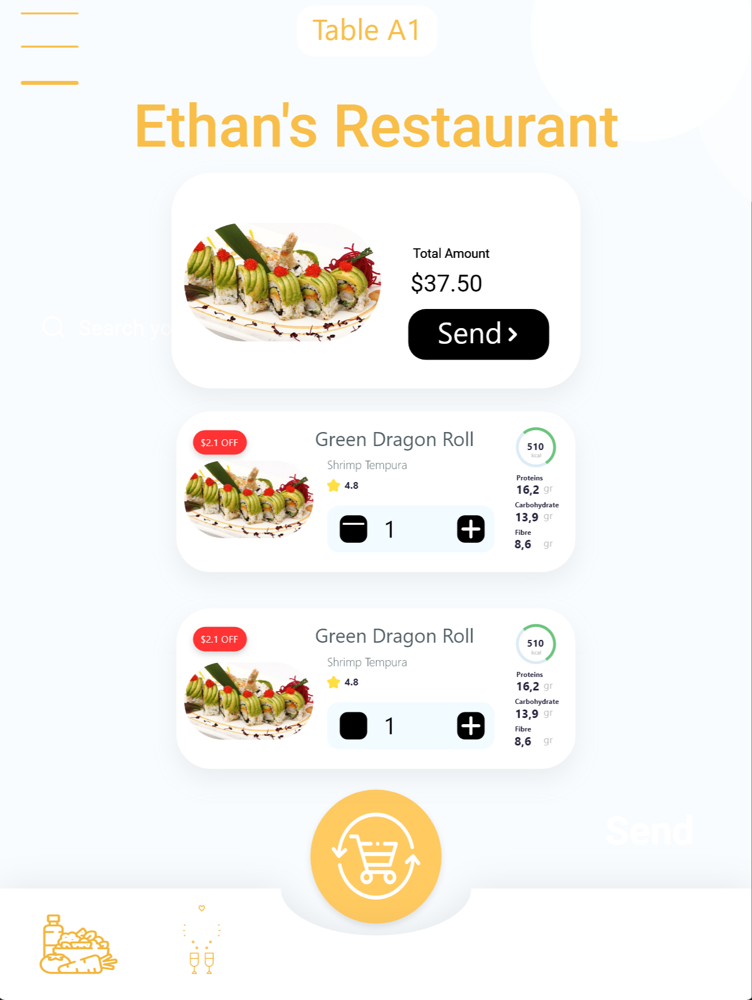 Table A1
Ethan's Restaurant
Total Amount
$37.50
Search yo
Send
$2.1 OFF
Green Dragon Roll
Shrimp Tempura
4.8
1
510
kcal
Proteins
16,2 gr
Carbohydrate
13,9 gr
Fibre
8,6 gr
$2.1 OFF
Green Dragon Roll
Shrimp Tempura
4.8
1
510
kcal
Proteins
16,2 gr
Carbohydrate
13,9 gr
Fibre
8,6 gr
Send